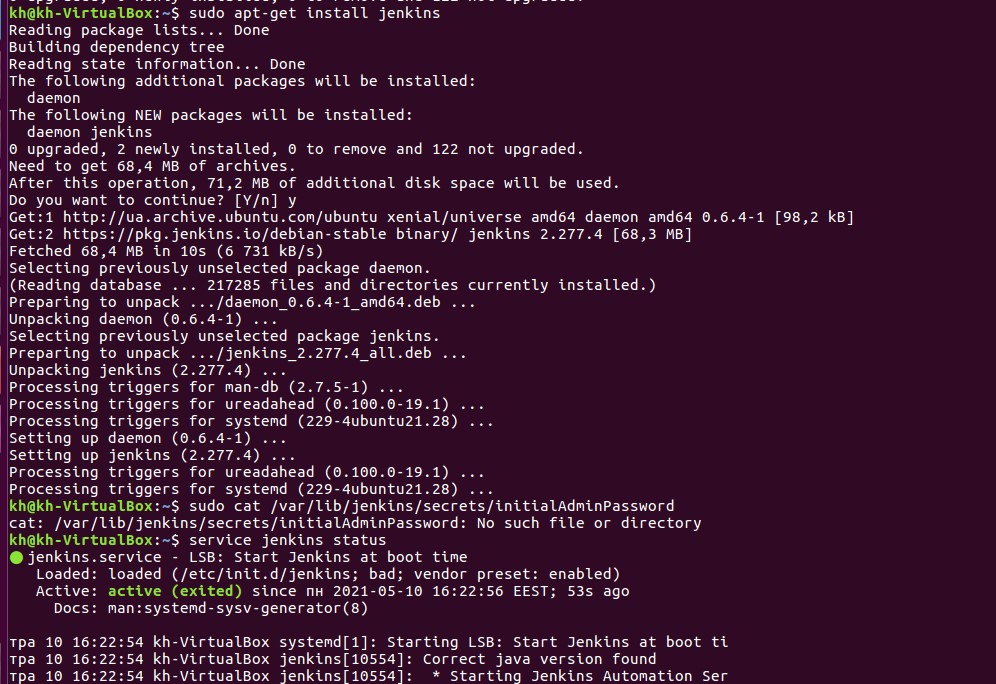 kh@kh-VirtualBox:~$ sudo apt-get install jenkins
Reading package lists... Done
Building dependency tree
Reading state information... Done
The following additional packages will be installed:
  daemon
The following NEW packages will be installed:
  daemon jenkins
0 upgraded, 2 newly installed, 0 to remove and 122 not upgraded.
Need to get 68,4 MB of archives.
After this operation, 71,2 MB of additional disk space will be used.
Do you want to continue? [Y/n] y
Get:1 http://ua.archive.ubuntu.com/ubuntu xenial/universe amd64 daemon amd64 0.6.4-1 [98,2 kB]
Get:2 https://pkg.jenkins.io/debian-stable binary/ jenkins 2.277.4 [68,3 MB]
Fetched 68,4 MB in 10s (6 731 kB/s)
Selecting previously unselected package daemon.
(Reading database ... 217285 files and directories currently installed.)
Preparing to unpack .../daemon_0.6.4-1_amd64.deb ...
Unpacking daemon (0.6.4-1) ...
Selecting previously unselected package jenkins.
Preparing to unpack .../jenkins_2.277.4_all.deb ...
Unpacking jenkins (2.277.4) ...
Processing triggers for man-db (2.7.5-1) ...
Processing triggers for ureadahead (0.100.0-19.1) ...
Processing triggers for systemd (229-4ubuntu21.28) ...
Setting up daemon (0.6.4-1) ...
Setting up jenkins (2.277.4) ...
Processing triggers for ureadahead (0.100.0-19.1) ...
Processing triggers for systemd (229-4ubuntu21.28) ...
kh@kh-VirtualBox:~$ sudo cat /var/lib/jenkins/secrets/initialAdminPassword
cat: /var/lib/jenkins/secrets/initialAdminPassword: No such file or directory
kh@kh-VirtualBox:~$ service jenkins status
● jenkins.service - LSB: Start Jenkins at boot time
   Loaded: loaded (/etc/init.d/jenkins; bad; vendor preset: enabled)
   Active: active (exited) since пн 2021-05-10 16:22:56 EEST; 53s ago
     Docs: man:systemd-sysv-generator(8)
тра 10 16:22:54 kh-VirtualBox systemd[1]: Starting LSB: Start Jenkins at boot ti
тра 10 16:22:54 kh-VirtualBox jenkins[10554]: Correct java version found
тра 10 16:22:54 kh-VirtualBox jenkins[10554]:  * Starting Jenkins Automation Ser